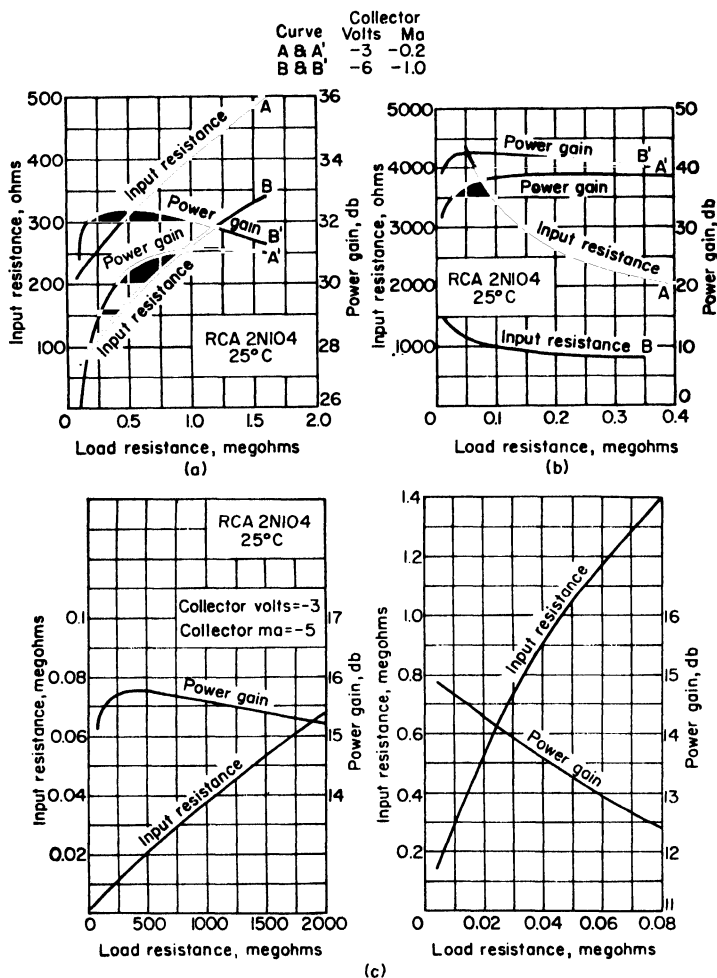 Collector
Curve Volts Ma
A & A' -3 -0.2
B & B' -6 -1.0
500
400
300
200
100
0
Input resistance, ohms
36
34
32
30
28
26
Power gain, db
A
Input resistance
B
Power gain
B'
Power gain
A'
Input resistance
RCA 2N104
25°C
0 0.5 1.0 1.5 2.0
Load resistance, megohms
(a)
5000
4000
3000
2000
1000
0
Input resistance, ohms
50
40
30
20
10
0
Power gain, db
Power gain
B'
A'
Power gain
Input resistance
A
RCA 2N104
25°C
Input resistance
B
0 0.1 0.2 0.3 0.4
Load resistance, megohms
(b)
RCA 2N104
25°C
Collector volts=-3
Collector ma=-5
0.1
0.08
0.06
0.04
0.02
Input resistance, megohms
17
16
15
14
Power gain, db
Power gain
Input resistance
0 500 1000 1500 2000
Load resistance, megohms
1.4
1.2
1.0
0.8
0.6
0.4
0.2
0
Input resistance, megohms
16
15
14
13
12
11
Power gain, db
Input resistance
Power gain
0 0.02 0.04 0.06 0.08
Load resistance, megohms
(c)